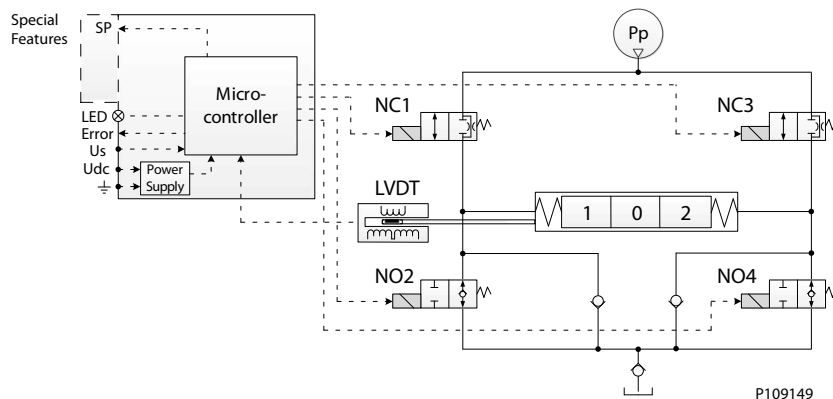 Special
Features
SP
Micro-
controller
LED
Error
Us
Udc
Power
Supply
Pp
NC1
NC3
LVDT
1 0 2
NO2
NO4
P109149